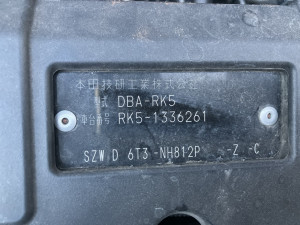 本田技研工業株式会社
型式 DBA-RK5
車台番号 RK5-1336261
SZW D 6T3 -NH812P -Z -C